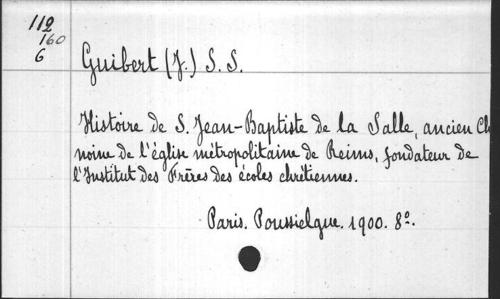 112
160
6
Guibert (J.) S. S.
Histoire de S. Jean-Baptiste de la Salle, ancien Ch
noine de l'église métropolitaine de Reims, fondateur de
l'Institut des Frères des écoles chrétiennes.
Paris. Poussielgue. 1900. 8º.